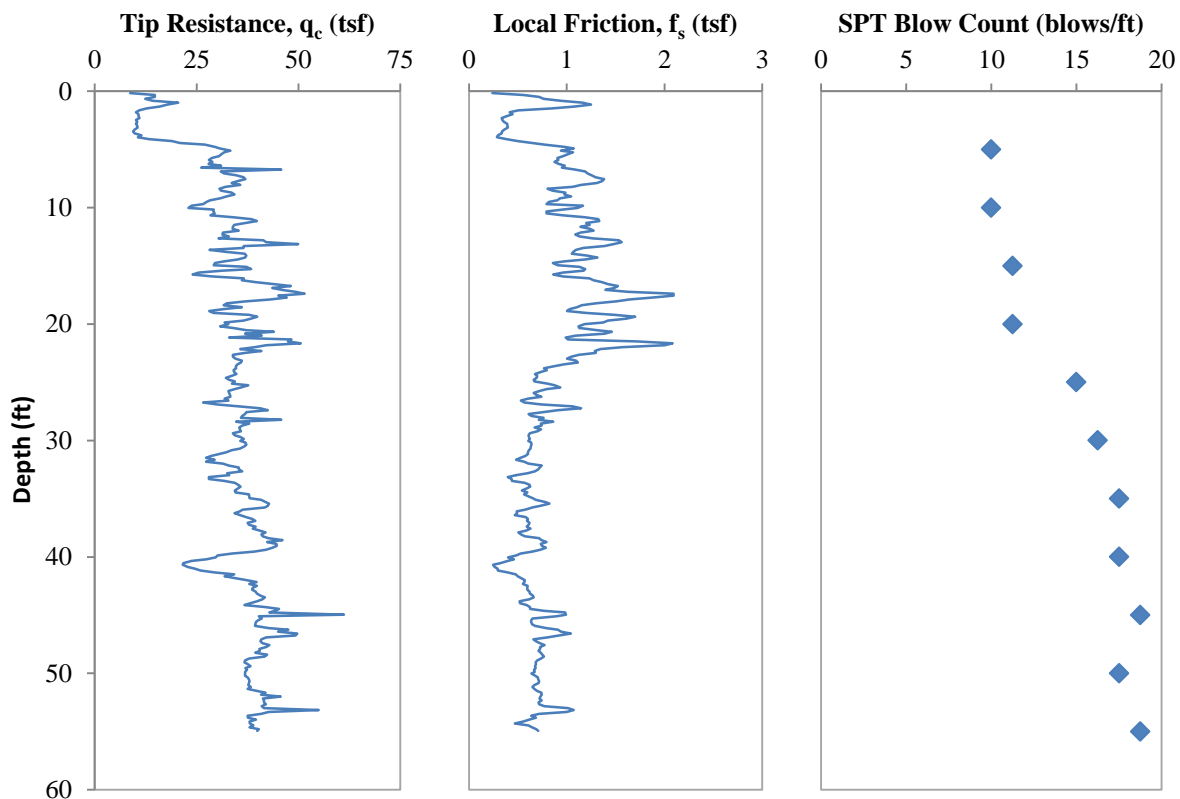 Tip Resistance, qc (tsf)
0 25 50 75
Local Friction, fs (tsf)
0 1 2 3
SPT Blow Count (blows/ft)
0 5 10 15 20
Depth (ft)
0
10
20
30
40
50
60